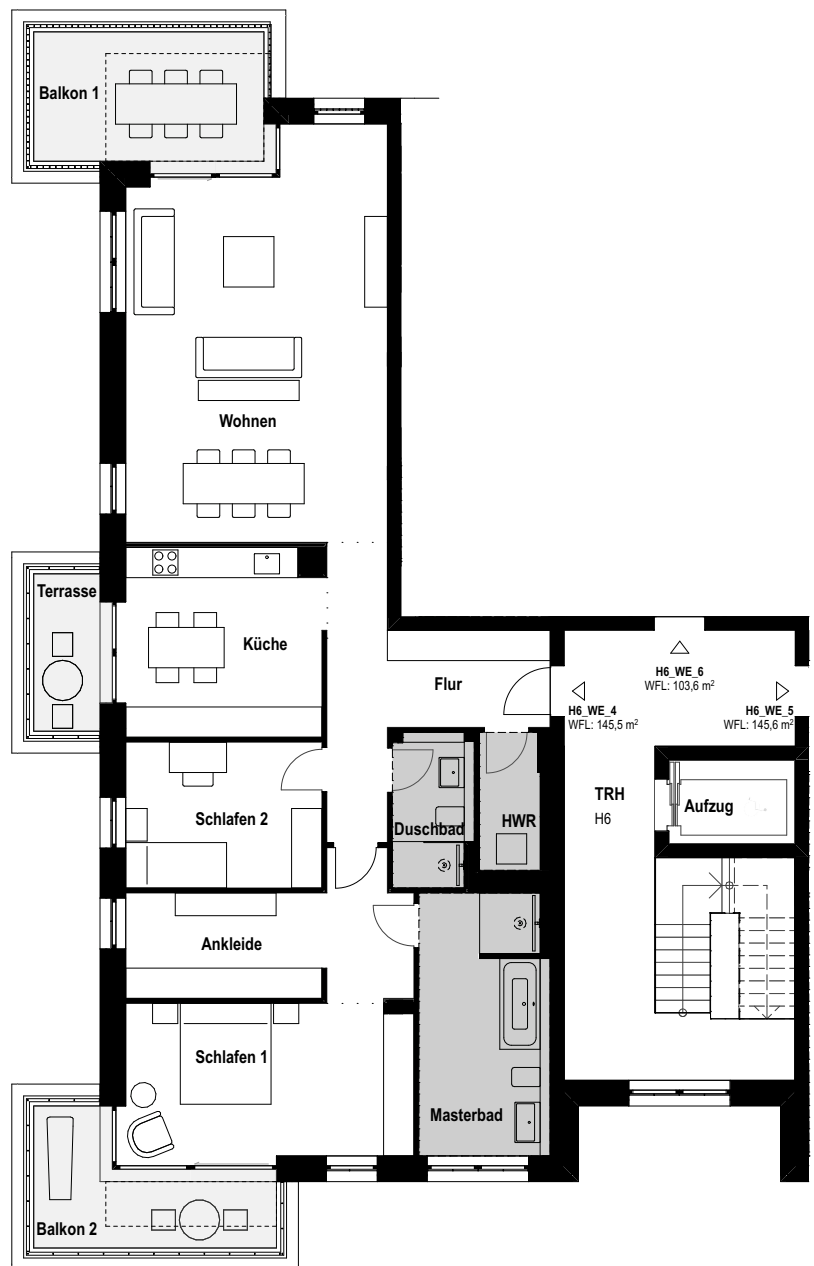 Balkon 1
Wohnen
Terrasse
Küche
Flur
H6_WE_6
WFL: 103,6 m²
H6_WE_4
WFL: 145,5 m²
H6_WE_5
WFL: 145,6 m²
TRH
H6
Aufzug
Schlafen 2
Duschbad
HWR
Ankleide
Schlafen 1
Masterbad
Balkon 2